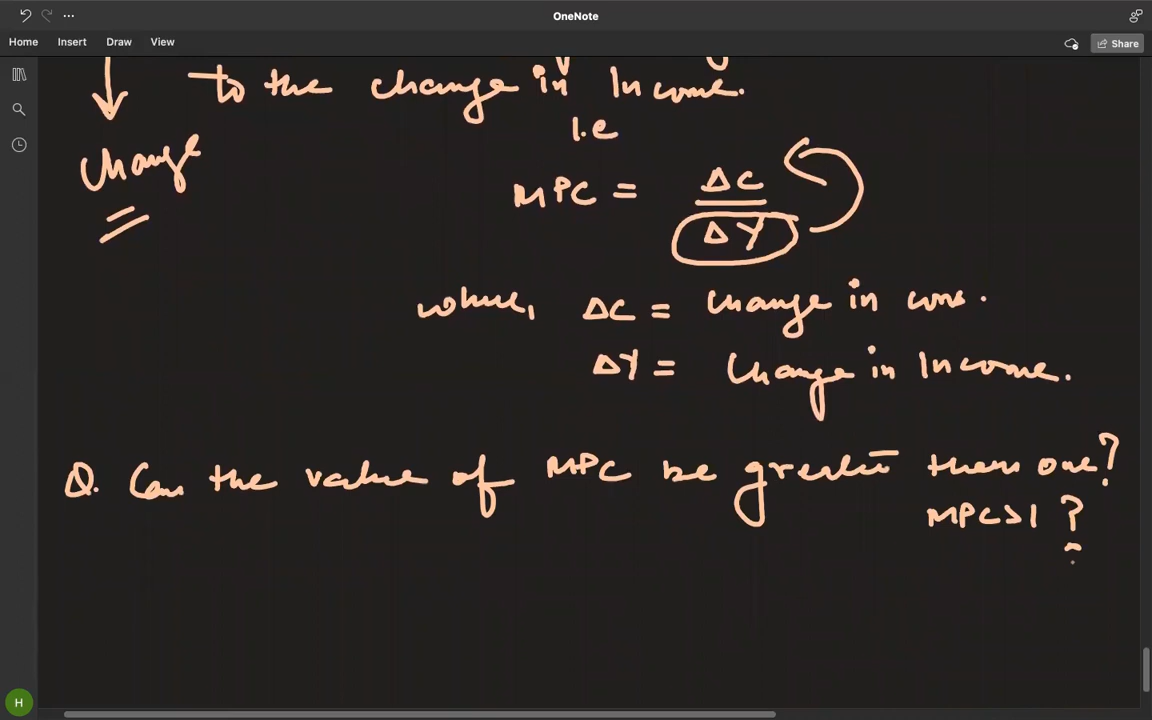 OneNote
Home Insert Draw View Share
to the change in Income.
i.e
change
MPC = ΔC
ΔY
where, ΔC = change in cons.
ΔY = Change in Income.
Q. Can the value of MPC be greater than one?
MPC>1 ?
H